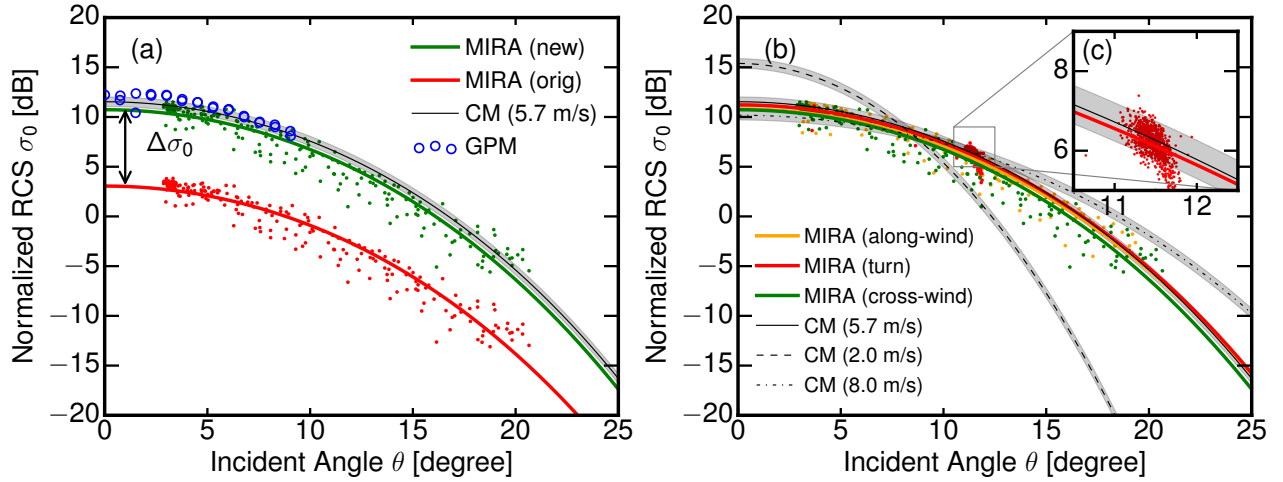 (a)
MIRA (new)
MIRA (orig)
CM (5.7 m/s)
GPM
Δσ₀
Normalized RCS σ₀ [dB]
20
15
10
5
0
−5
−10
−15
−20
0 5 10 15 20 25
Incident Angle θ [degree]
(b)
(c)
8
6
11 12
MIRA (along-wind)
MIRA (turn)
MIRA (cross-wind)
CM (5.7 m/s)
CM (2.0 m/s)
CM (8.0 m/s)
Normalized RCS σ₀ [dB]
20
15
10
5
0
−5
−10
−15
−20
0 5 10 15 20 25
Incident Angle θ [degree]